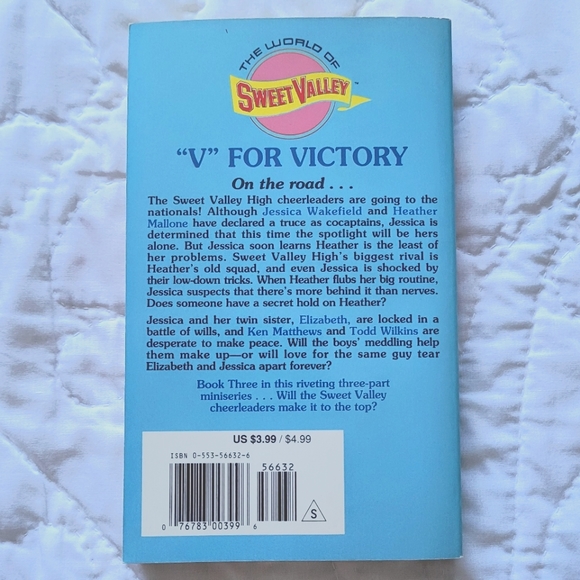 THE WORLD OF
SWEET VALLEY
"V" FOR VICTORY
On the road . . .
The Sweet Valley High cheerleaders are going to the
nationals! Although Jessica Wakefield and Heather
Mallone have declared a truce as cocaptains, Jessica is
determined that this time the spotlight will be hers
alone. But Jessica soon learns Heather is the least of
her problems. Sweet Valley High's biggest rival is
Heather's old squad, and even Jessica is shocked by
their low-down tricks. When Heather flubs her big routine,
Jessica suspects that there's more behind it than nerves.
Does someone have a secret hold on Heather?
Jessica and her twin sister, Elizabeth, are locked in a
battle of wills, and Ken Matthews and Todd Wilkins are
desperate to make peace. Will the boys' meddling help
them make up—or will love for the same guy tear
Elizabeth and Jessica apart forever?
Book Three in this riveting three-part
miniseries . . . Will the Sweet Valley
cheerleaders make it to the top?
US $3.99 / $4.99
ISBN 0-553-56632-6
56632
0 76783 00399 6
S